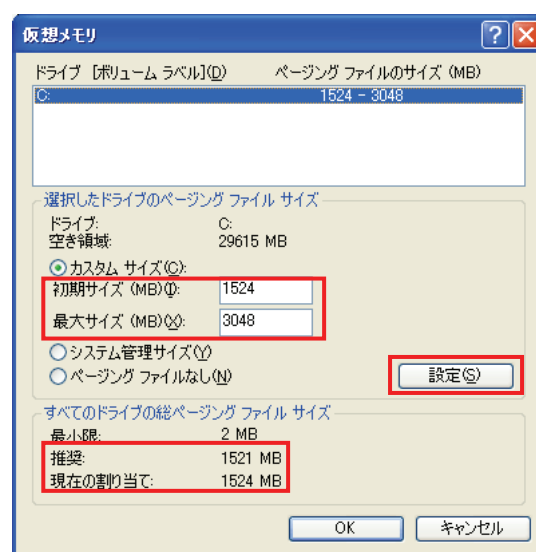 仮想メモリ
ドライブ [ボリューム ラベル](D) ページング ファイルのサイズ (MB)
C: 1524 - 3048
選択したドライブのページング ファイル サイズ
ドライブ: C:
空き領域: 29615 MB
カスタム サイズ(C):
初期サイズ (MB)(I): 1524
最大サイズ (MB)(X): 3048
システム管理サイズ(Y)
ページング ファイルなし(N)
設定(S)
すべてのドライブの総ページング ファイル サイズ
最小限: 2 MB
推奨: 1521 MB
現在の割り当て: 1524 MB
OK キャンセル